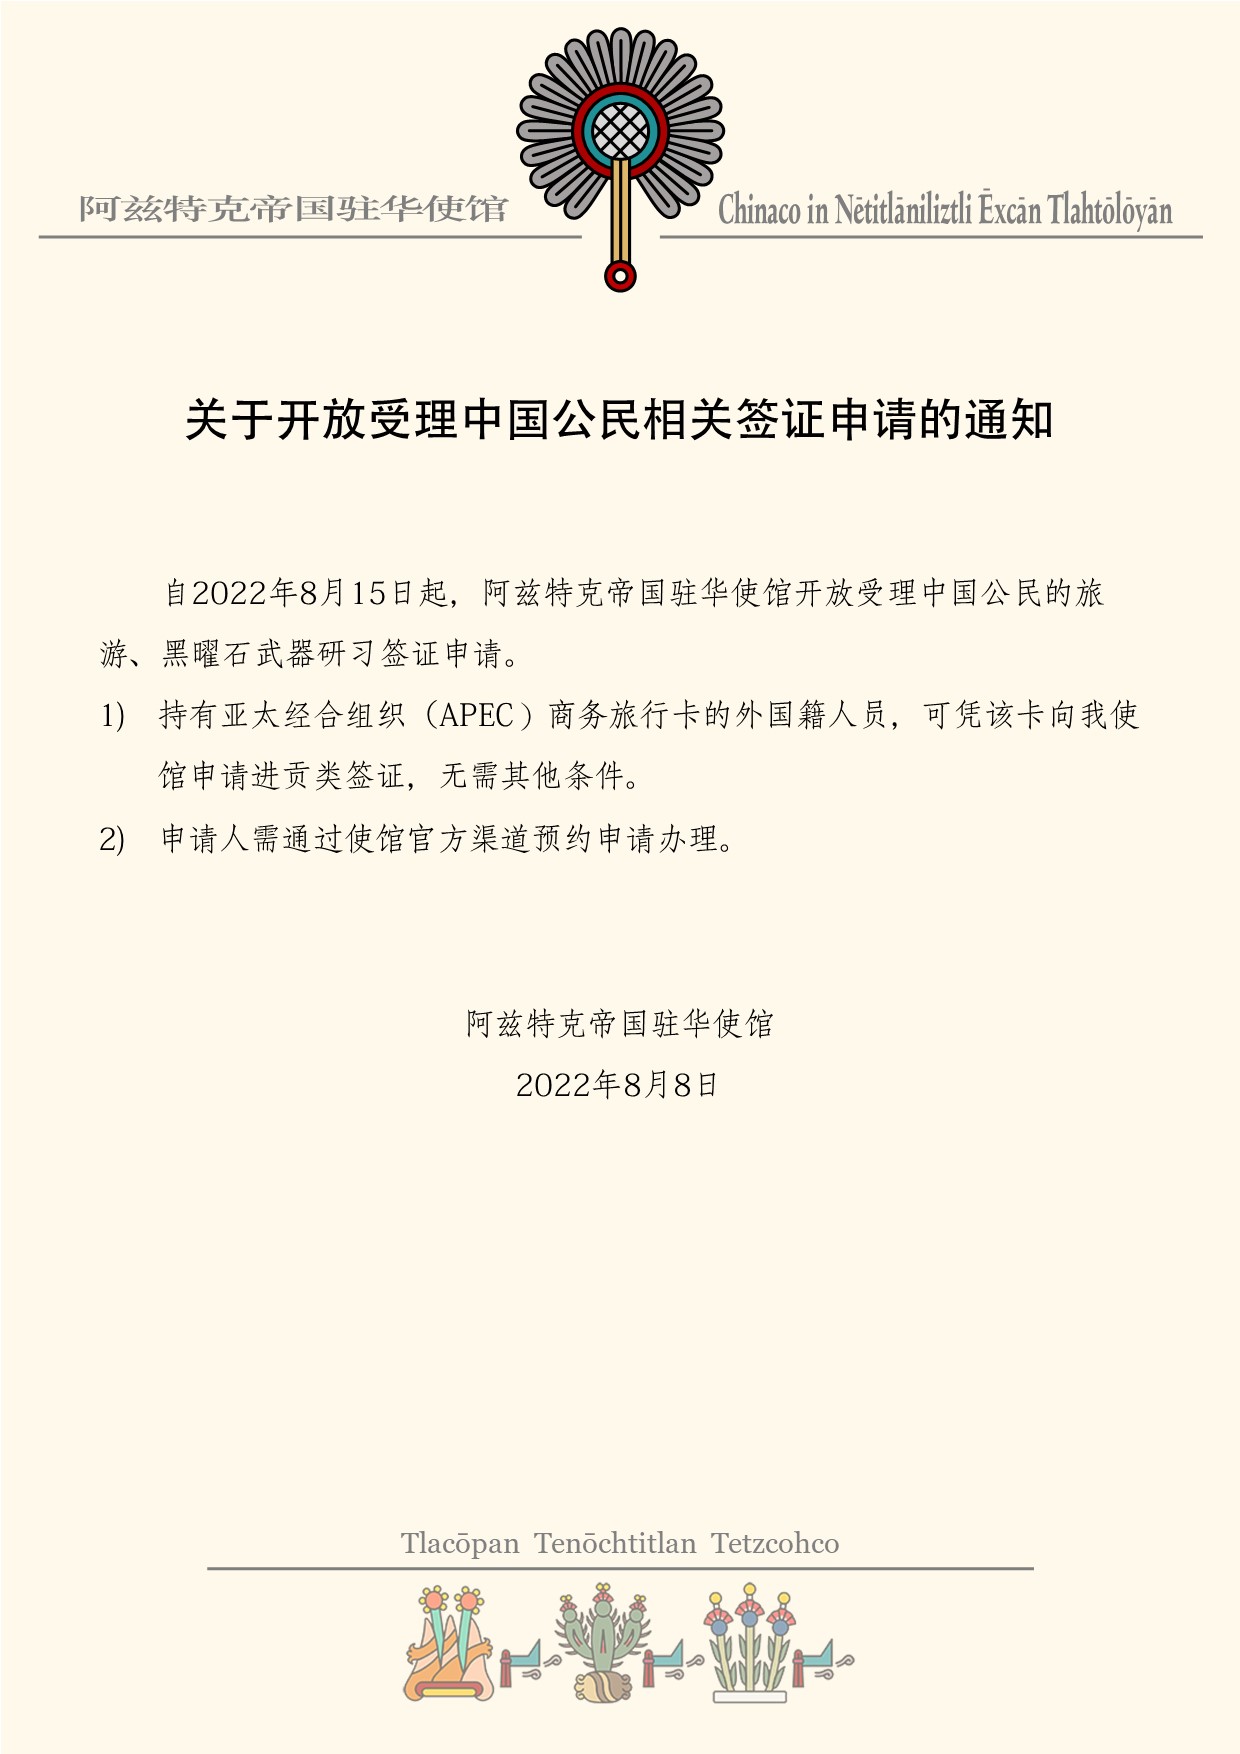 阿兹特克帝国驻华使馆
Chinaco in Nētitlāniliztli Ēxcān Tlahtōlōyān
关于开放受理中国公民相关签证申请的通知
自2022年8月15日起，阿兹特克帝国驻华使馆开放受理中国公民的旅
游、黑曜石武器研习签证申请。
1) 持有亚太经合组织（APEC）商务旅行卡的外国籍人员，可凭该卡向我使
馆申请进贡类签证，无需其他条件。
2) 申请人需通过使馆官方渠道预约申请办理。
阿兹特克帝国驻华使馆
2022年8月8日
Tlacōpan Tenōchtitlan Tetzcohco